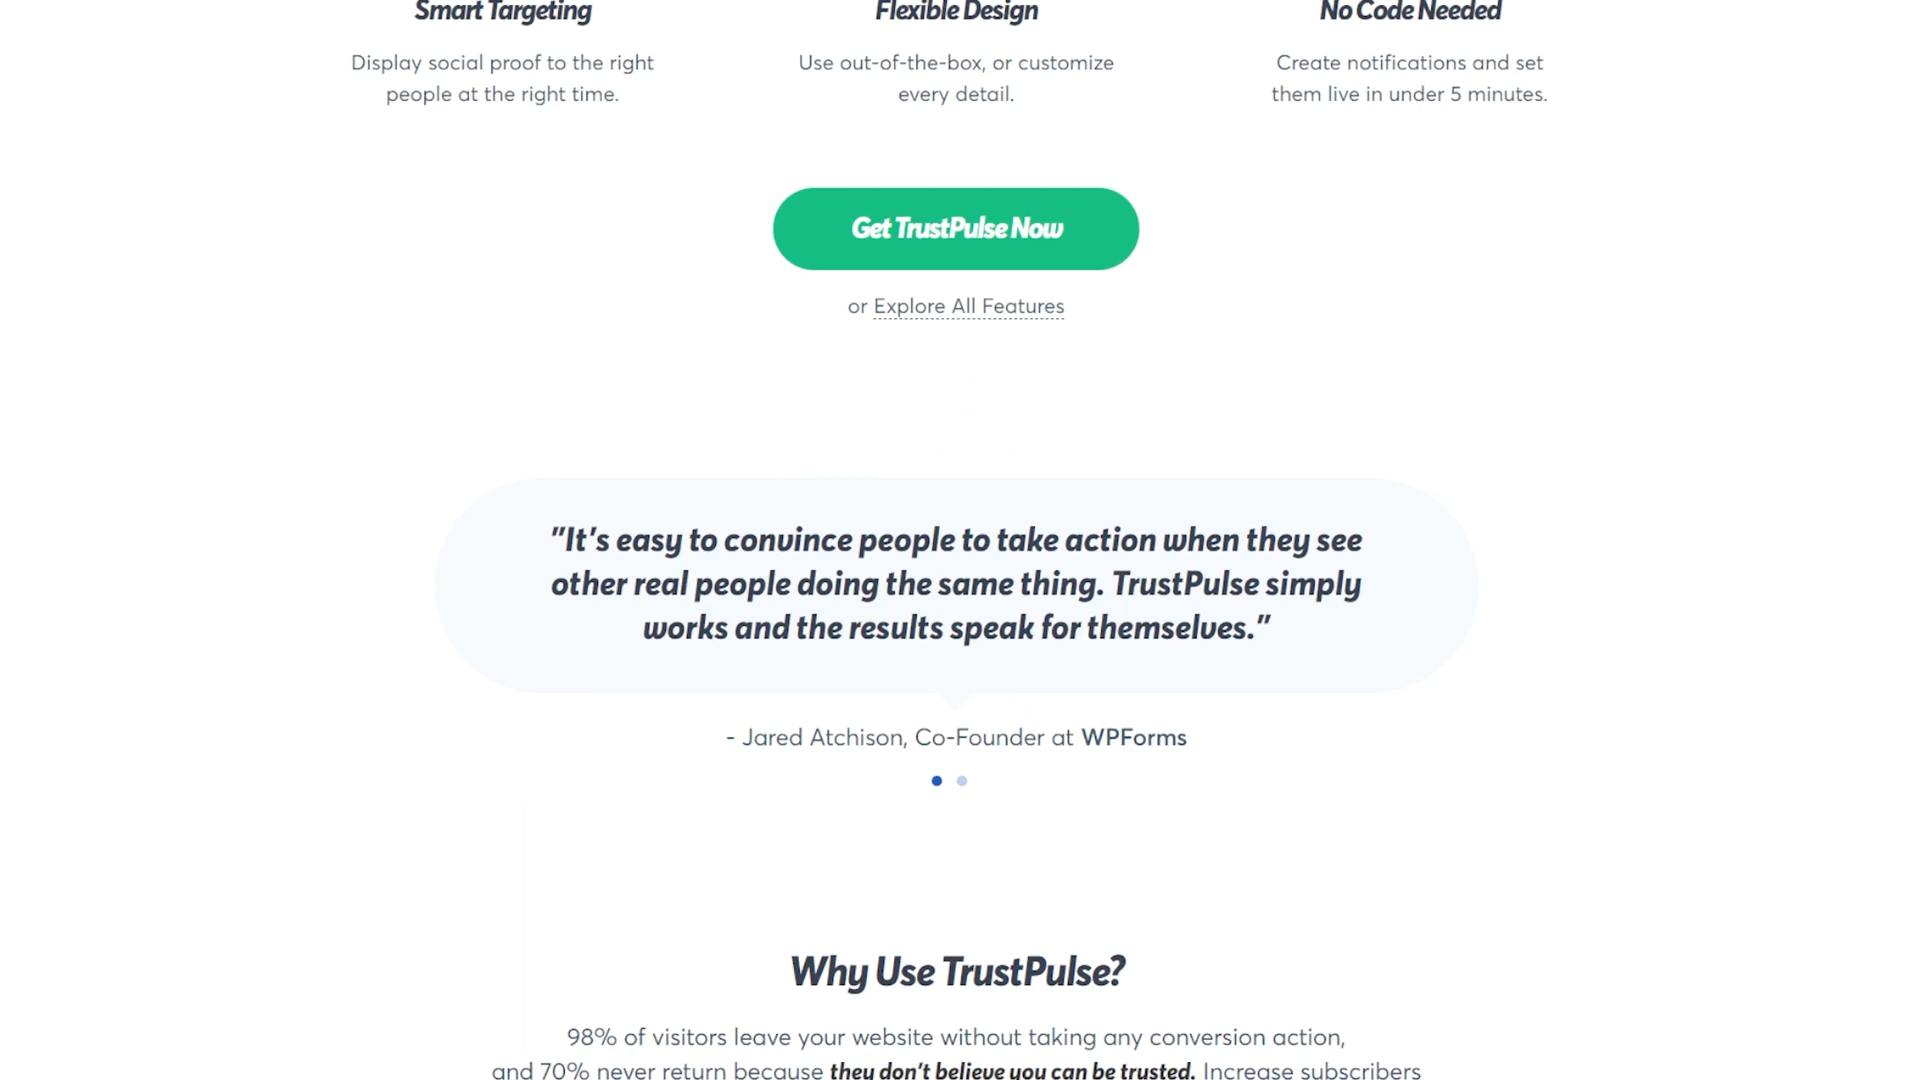 Smart Targeting
Flexible Design
No Code Needed
Display social proof to the right
people at the right time.
Use out-of-the-box, or customize
every detail.
Create notifications and set
them live in under 5 minutes.
Get TrustPulse Now
or Explore All Features
"It's easy to convince people to take action when they see
other real people doing the same thing. TrustPulse simply
works and the results speak for themselves."
- Jared Atchison, Co-Founder at WPForms
Why Use TrustPulse?
98% of visitors leave your website without taking any conversion action,
and 70% never return because they don't believe you can be trusted. Increase subscribers